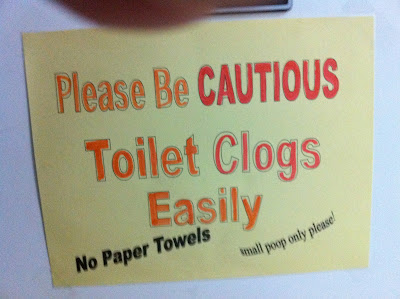 Please Be CAUTIOUS
Toilet Clogs
Easily
No Paper Towels
small poop only please!